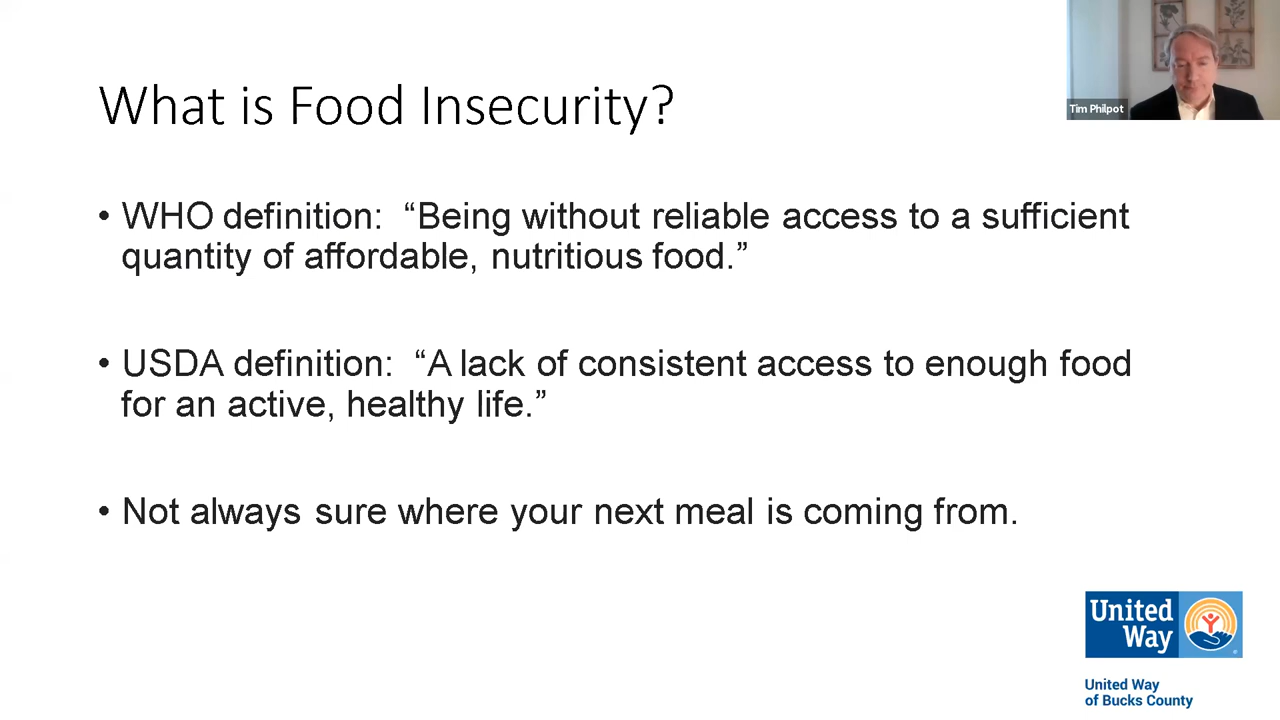 What is Food Insecurity?
Tim Philpot
• WHO definition:  “Being without reliable access to a sufficient
quantity of affordable, nutritious food.”
• USDA definition:  “A lack of consistent access to enough food
for an active, healthy life.”
• Not always sure where your next meal is coming from.
United
Way
United Way
of Bucks County